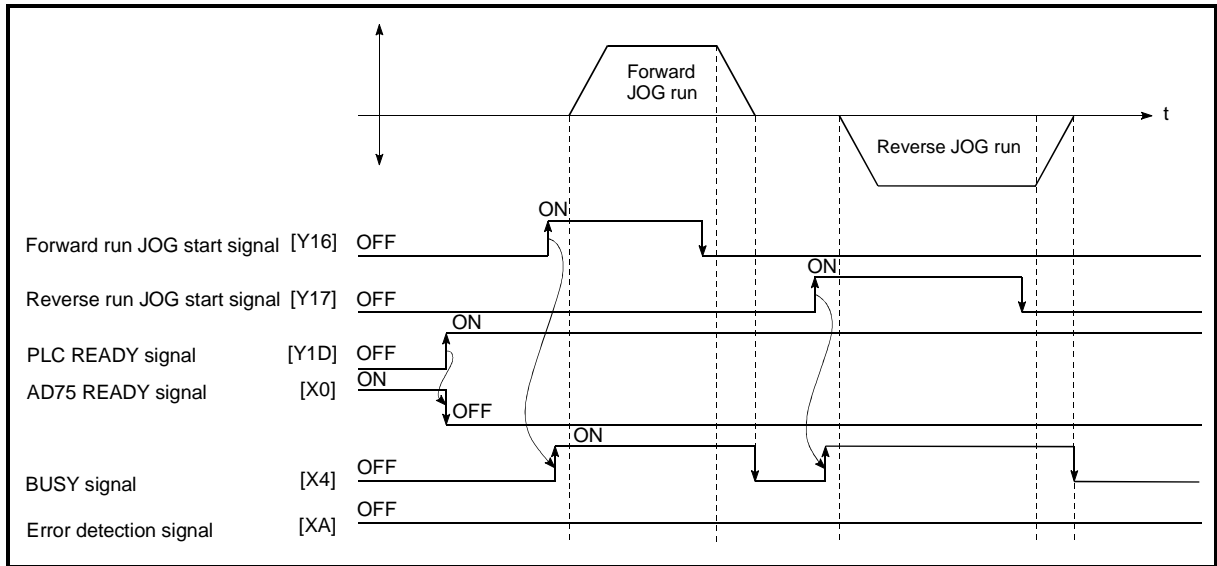 Forward
JOG run
t
Reverse JOG run
ON
Forward run JOG start signal [Y16] OFF
ON
Reverse run JOG start signal [Y17] OFF
ON
PLC READY signal [Y1D] OFF
ON
AD75 READY signal [X0]
OFF
ON
OFF
BUSY signal [X4]
OFF
Error detection signal [XA]